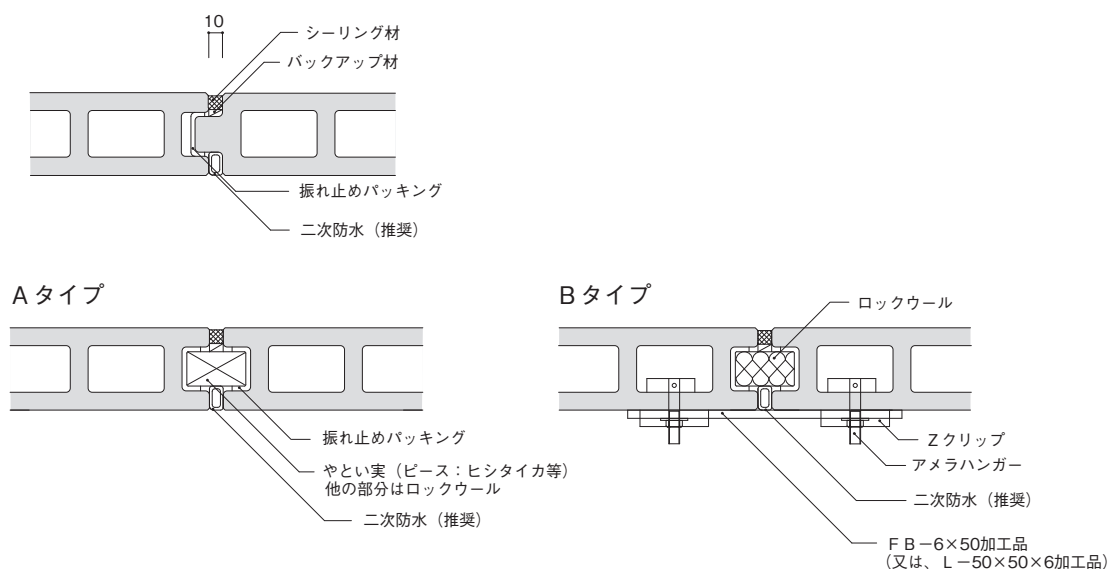 10
シーリング材
バックアップ材
振れ止めパッキング
二次防水（推奨）
Aタイプ
振れ止めパッキング
やとい実（ピース：ヒシタイカ等）
他の部分はロックウール
二次防水（推奨）
Bタイプ
ロックウール
Zクリップ
アメラハンガー
二次防水（推奨）
ＦＢ－6×50加工品
（又は、Ｌ－50×50×6加工品）